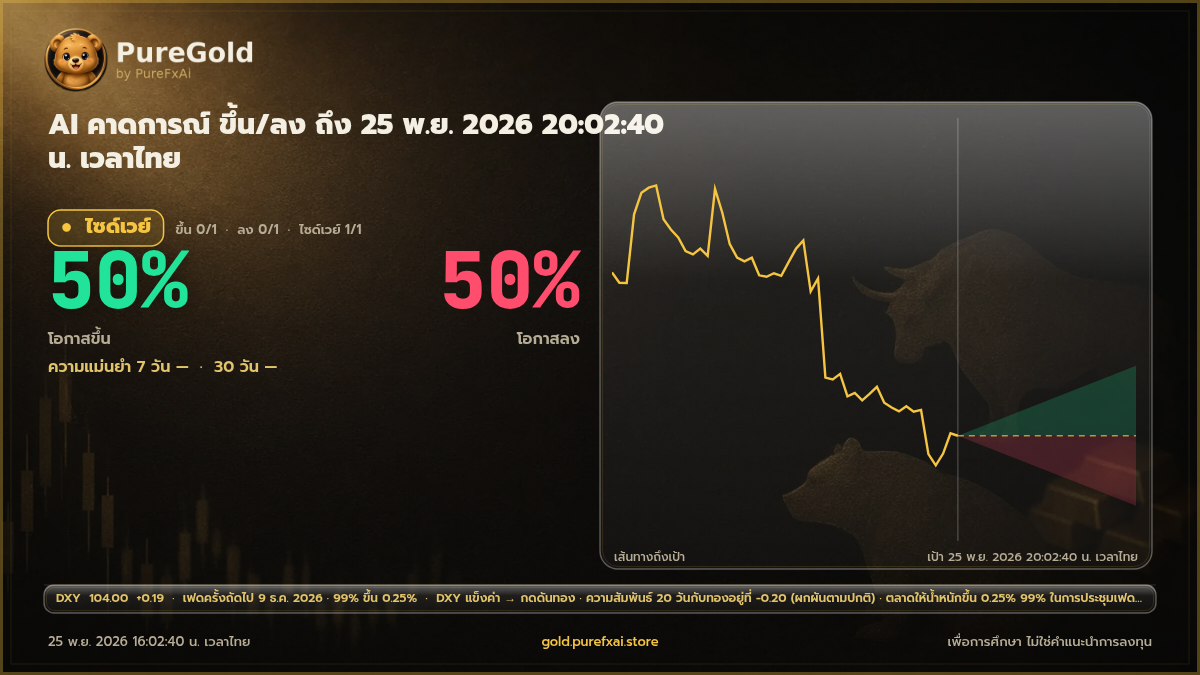 PureGold
by PureFxAi
AI คาดการณ์ ขึ้น/ลง ถึง 25 พ.ย. 2026 20:02:40
น. เวลาไทย
• ไซด์เวย์ ขึ้น 0/1 · ลง 0/1 · ไซด์เวย์ 1/1
50% 50%
โอกาสขึ้น โอกาสลง
ความแม่นยำ 7 วัน — · 30 วัน —
เส้นทางถึงเป้า เป้า 25 พ.ย. 2026 20:02:40 น. เวลาไทย
DXY 104.00 +0.19 · เฟดครั้งถัดไป 9 ธ.ค. 2026 · 99% ขึ้น 0.25% · DXY แข็งค่า → กดดันทอง · ความสัมพันธ์ 20 วันกับทองอยู่ที่ -0.20 (ผกผันตามปกติ) · ตลาดให้น้ำหนักขึ้น 0.25% 99% ในการประชุมเฟด…
25 พ.ย. 2026 16:02:40 น. เวลาไทย gold.purefxai.store เพื่อการศึกษา ไม่ใช่คำแนะนำการลงทุน